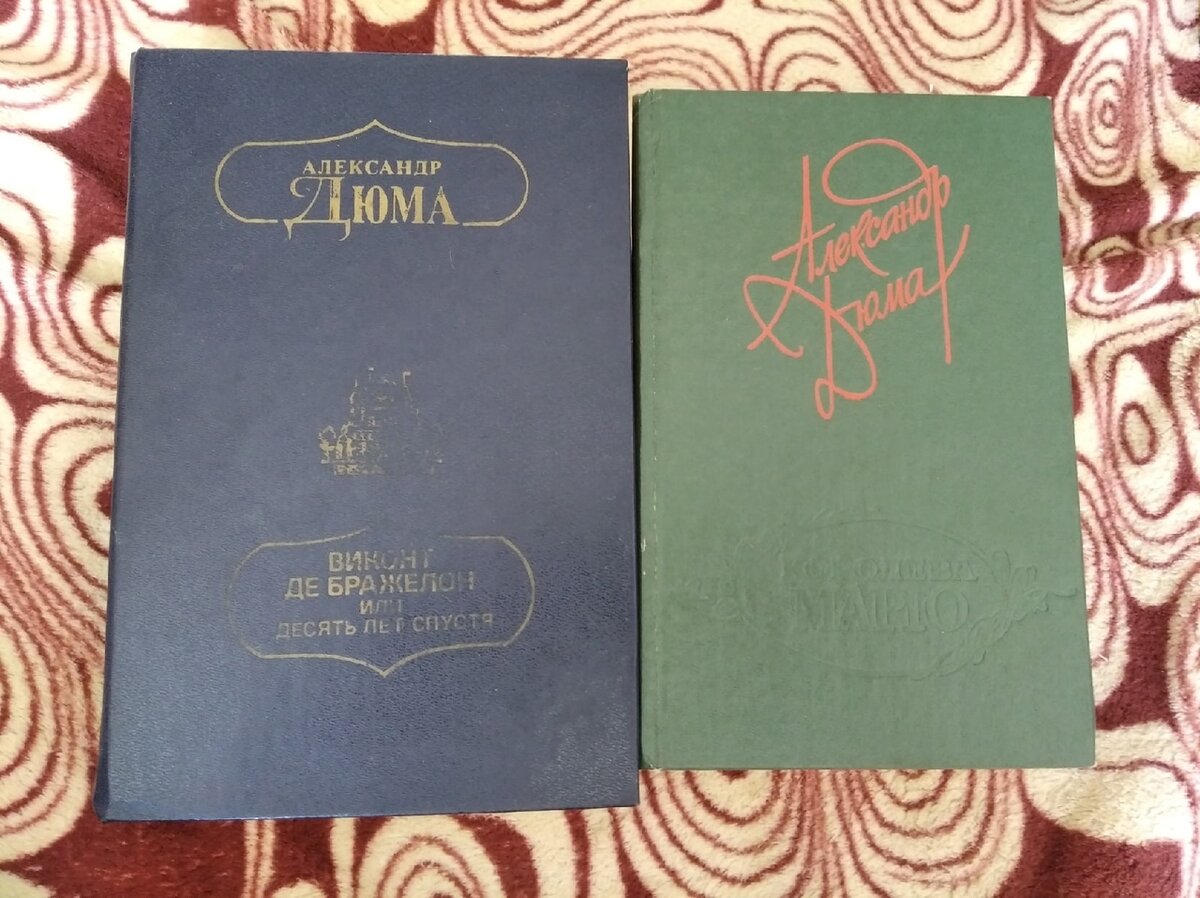 АЛЕКСАНДР
ДЮМА
ВИКОНТ
ДЕ БРАЖЕЛОН
ИЛИ
ДЕСЯТЬ ЛЕТ СПУСТЯ
Александр
Дюма
КОРОЛЕВА
МАРГО